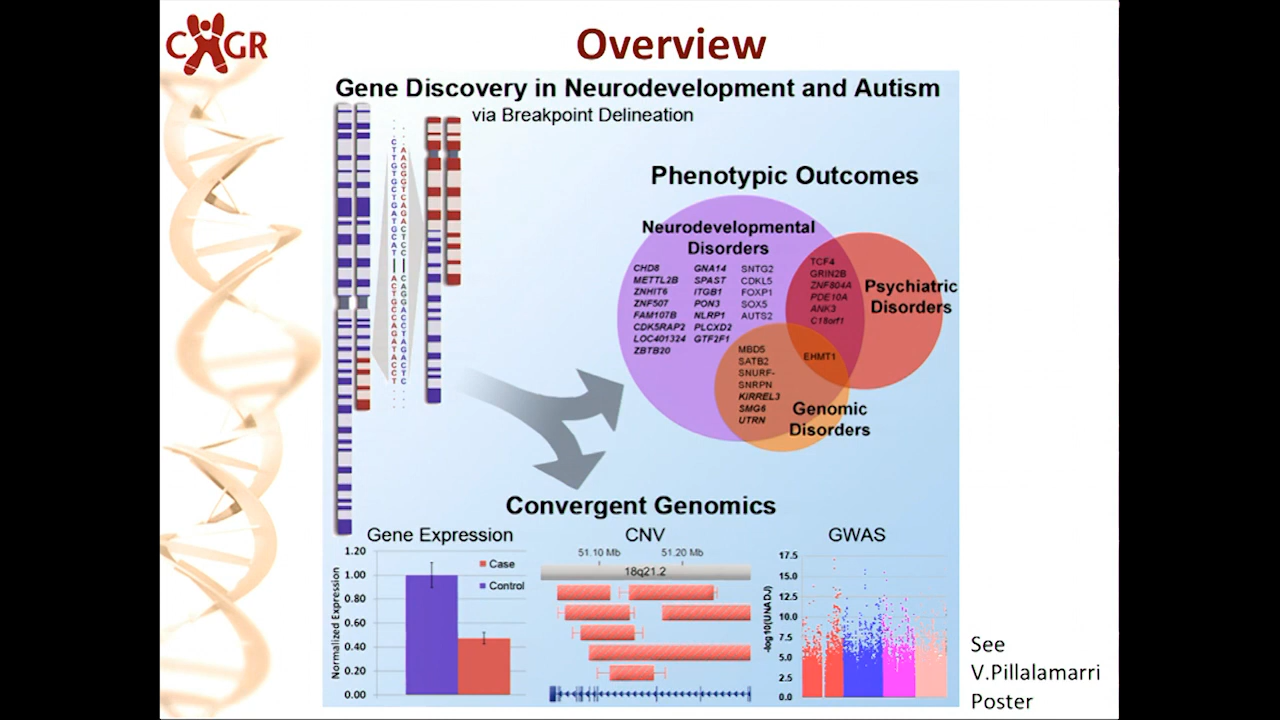 CHGR
Overview
Gene Discovery in Neurodevelopment and Autism
via Breakpoint Delineation
Phenotypic Outcomes
Neurodevelopmental
Disorders
CHD8 GNA14 SNTG2
METTL2B SPAST CDKL5
ZNHIT6 ITGB1 FOXP1
ZNF507 PON3 SOX5
FAM107B NLRP1 AUTS2
CDK5RAP2 PLCXD2
LOC401324 GTF2F1
ZBTB20
TCF4
GRIN2B
ZNF804A
PDE10A
ANK3
C18orf1
Psychiatric
Disorders
EHMT1
MBD5
SATB2
SNURF-
SNRPN
KIRREL3
SMG6
UTRN
Genomic
Disorders
Convergent Genomics
Gene Expression
Normalized Expression
1.20
1.00
0.80
0.60
0.40
0.20
0.00
Case
Control
CNV
51.10 Mb 51.20 Mb
18q21.2
GWAS
-log10(UNADJ)
17.5
15.0
12.5
10.0
7.5
5.0
2.5
0.0
See
V.Pillalamarri
Poster